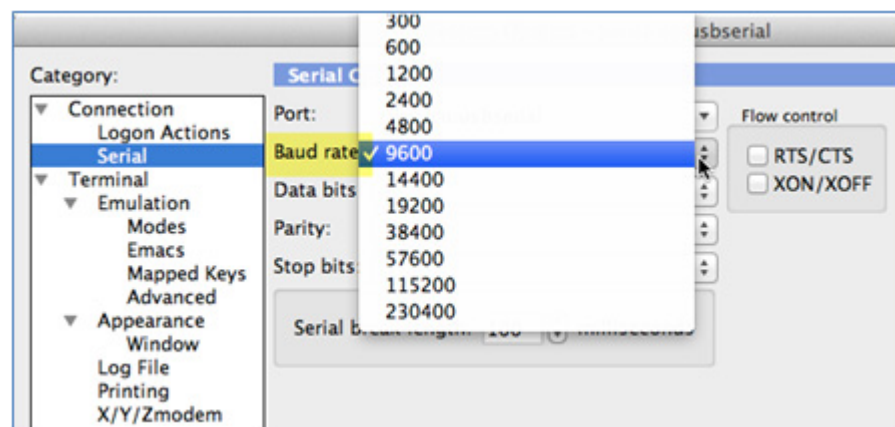 300
usbserial
600
Category:
Serial C
1200
Connection
Port:
2400
Flow control
Logon Actions
4800
Serial
Baud rate
✓ 9600
RTS/CTS
Terminal
Data bits
14400
XON/XOFF
Emulation
19200
Modes
Parity:
38400
Emacs
57600
Mapped Keys
Stop bits
115200
Advanced
230400
Appearance
Serial break length:
milliseconds
Window
Log File
Printing
X/Y/Zmodem